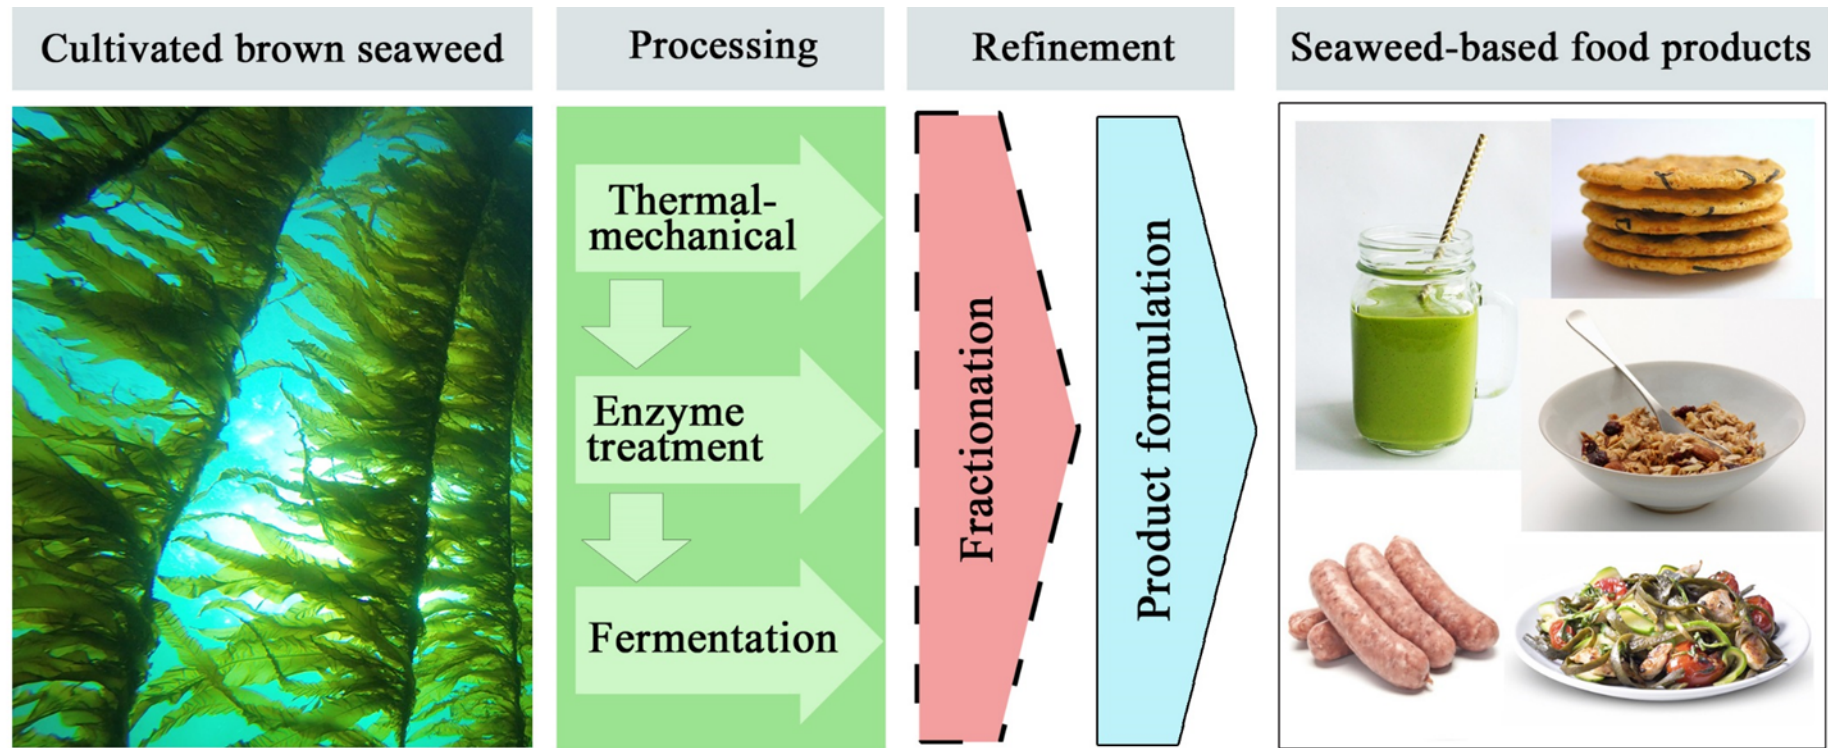 Cultivated brown seaweed
Processing
Refinement
Seaweed-based food products
Thermal-
mechanical
Enzyme
treatment
Fermentation
Fractionation
Product formulation